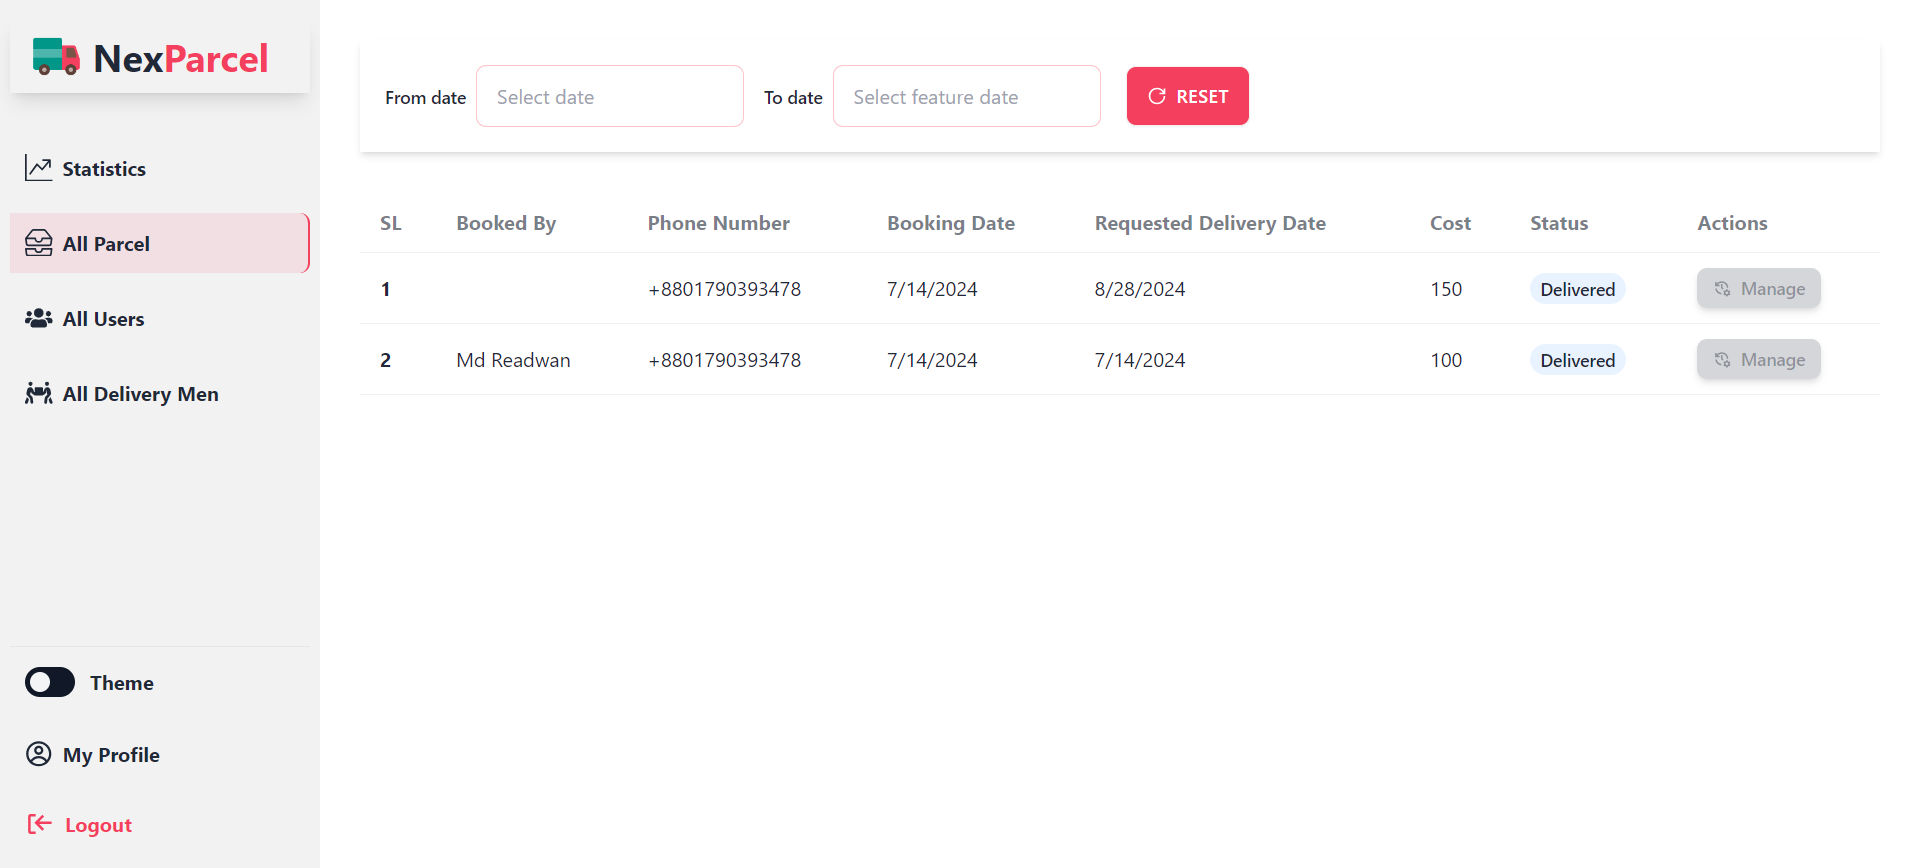 NexParcel
Statistics
All Parcel
All Users
All Delivery Men
Theme
My Profile
Logout
From date Select date To date Select feature date RESET
SL Booked By Phone Number Booking Date Requested Delivery Date Cost Status Actions
1 +8801790393478 7/14/2024 8/28/2024 150 Delivered Manage
2 Md Readwan +8801790393478 7/14/2024 7/14/2024 100 Delivered Manage